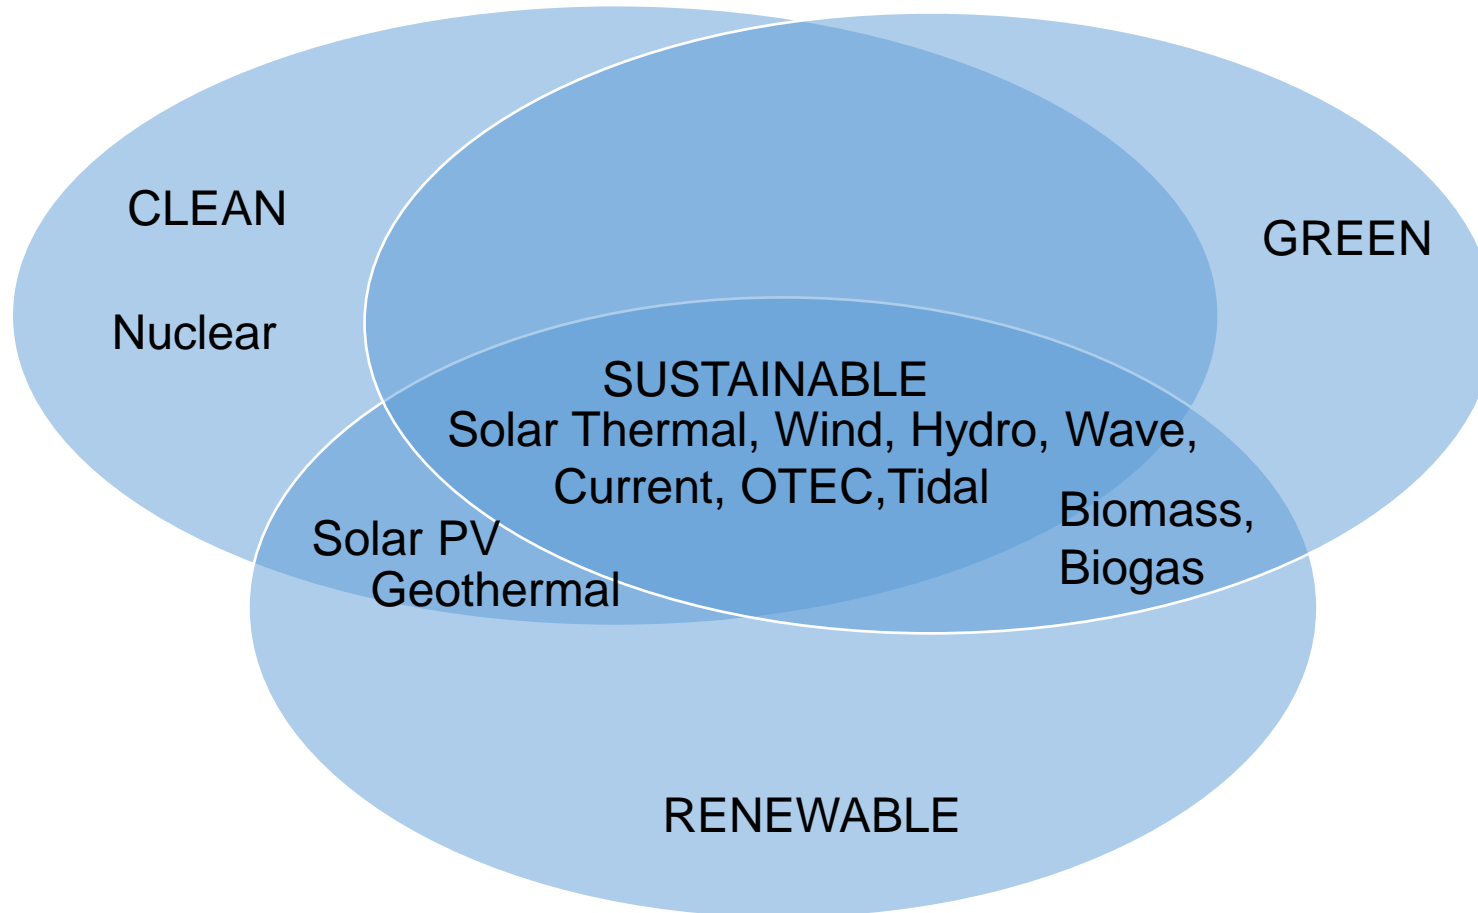 CLEAN
GREEN
Nuclear
SUSTAINABLE
Solar Thermal, Wind, Hydro, Wave,
Current, OTEC,Tidal
Biomass,
Biogas
Solar PV
Geothermal
RENEWABLE